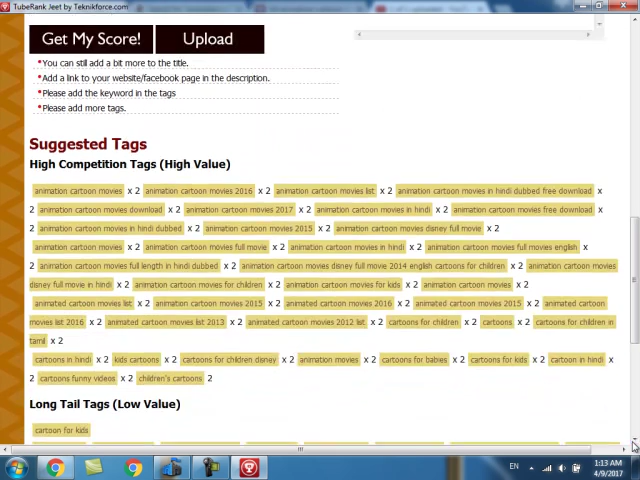 TubeRank Jeet by Teknikforce.com
Get My Score! Upload
You can still add a bit more to the title.
Add a link to your website/facebook page in the description.
Please add the keyword in the tags
Please add more tags.
Suggested Tags
High Competition Tags (High Value)
animation cartoon movies x 2 animation cartoon movies 2016 x 2 animation cartoon movies list x 2 animation cartoon movies in hindi dubbed free download x
2 animation cartoon movies download x 2 animation cartoon movies 2017 x 2 animation cartoon movies in hindi x 2 animation cartoon movies free download x
2 animation cartoon movies in hindi dubbed x 2 animation cartoon movies 2015 x 2 animation cartoon movies disney full movie x 2
animation cartoon movies x 2 animation cartoon movies full movie x 2 animation cartoon movies in hindi x 2 animation cartoon movies full movies english x
2 animation cartoon movies full length in hindi dubbed x 2 animation cartoon movies disney full movie 2014 english cartoons for children x 2 animation cartoon movies
disney full movie in hindi x 2 animation cartoon movies for children x 2 animation cartoon movies for kids x 2 animation cartoon movies x 2
animated cartoon movies list x 2 animation cartoon movies 2015 x 2 animated cartoon movies 2016 x 2 animated cartoon movies 2015 x 2 animated cartoon
movies list 2016 x 2 animated cartoon movies list 2013 x 2 animated cartoon movies 2012 list x 2 cartoons for children x 2 cartoons x 2 cartoons for children in
tamil x 2
cartoons in hindi x 2 kids cartoons x 2 cartoons for children disney x 2 animation movies x 2 cartoons for babies x 2 cartoons for kids x 2 cartoon in hindi x
2 cartoons funny videos x 2 children's cartoons 2
Long Tail Tags (Low Value)
cartoon for kids
EN 1:13 AM
4/9/2017